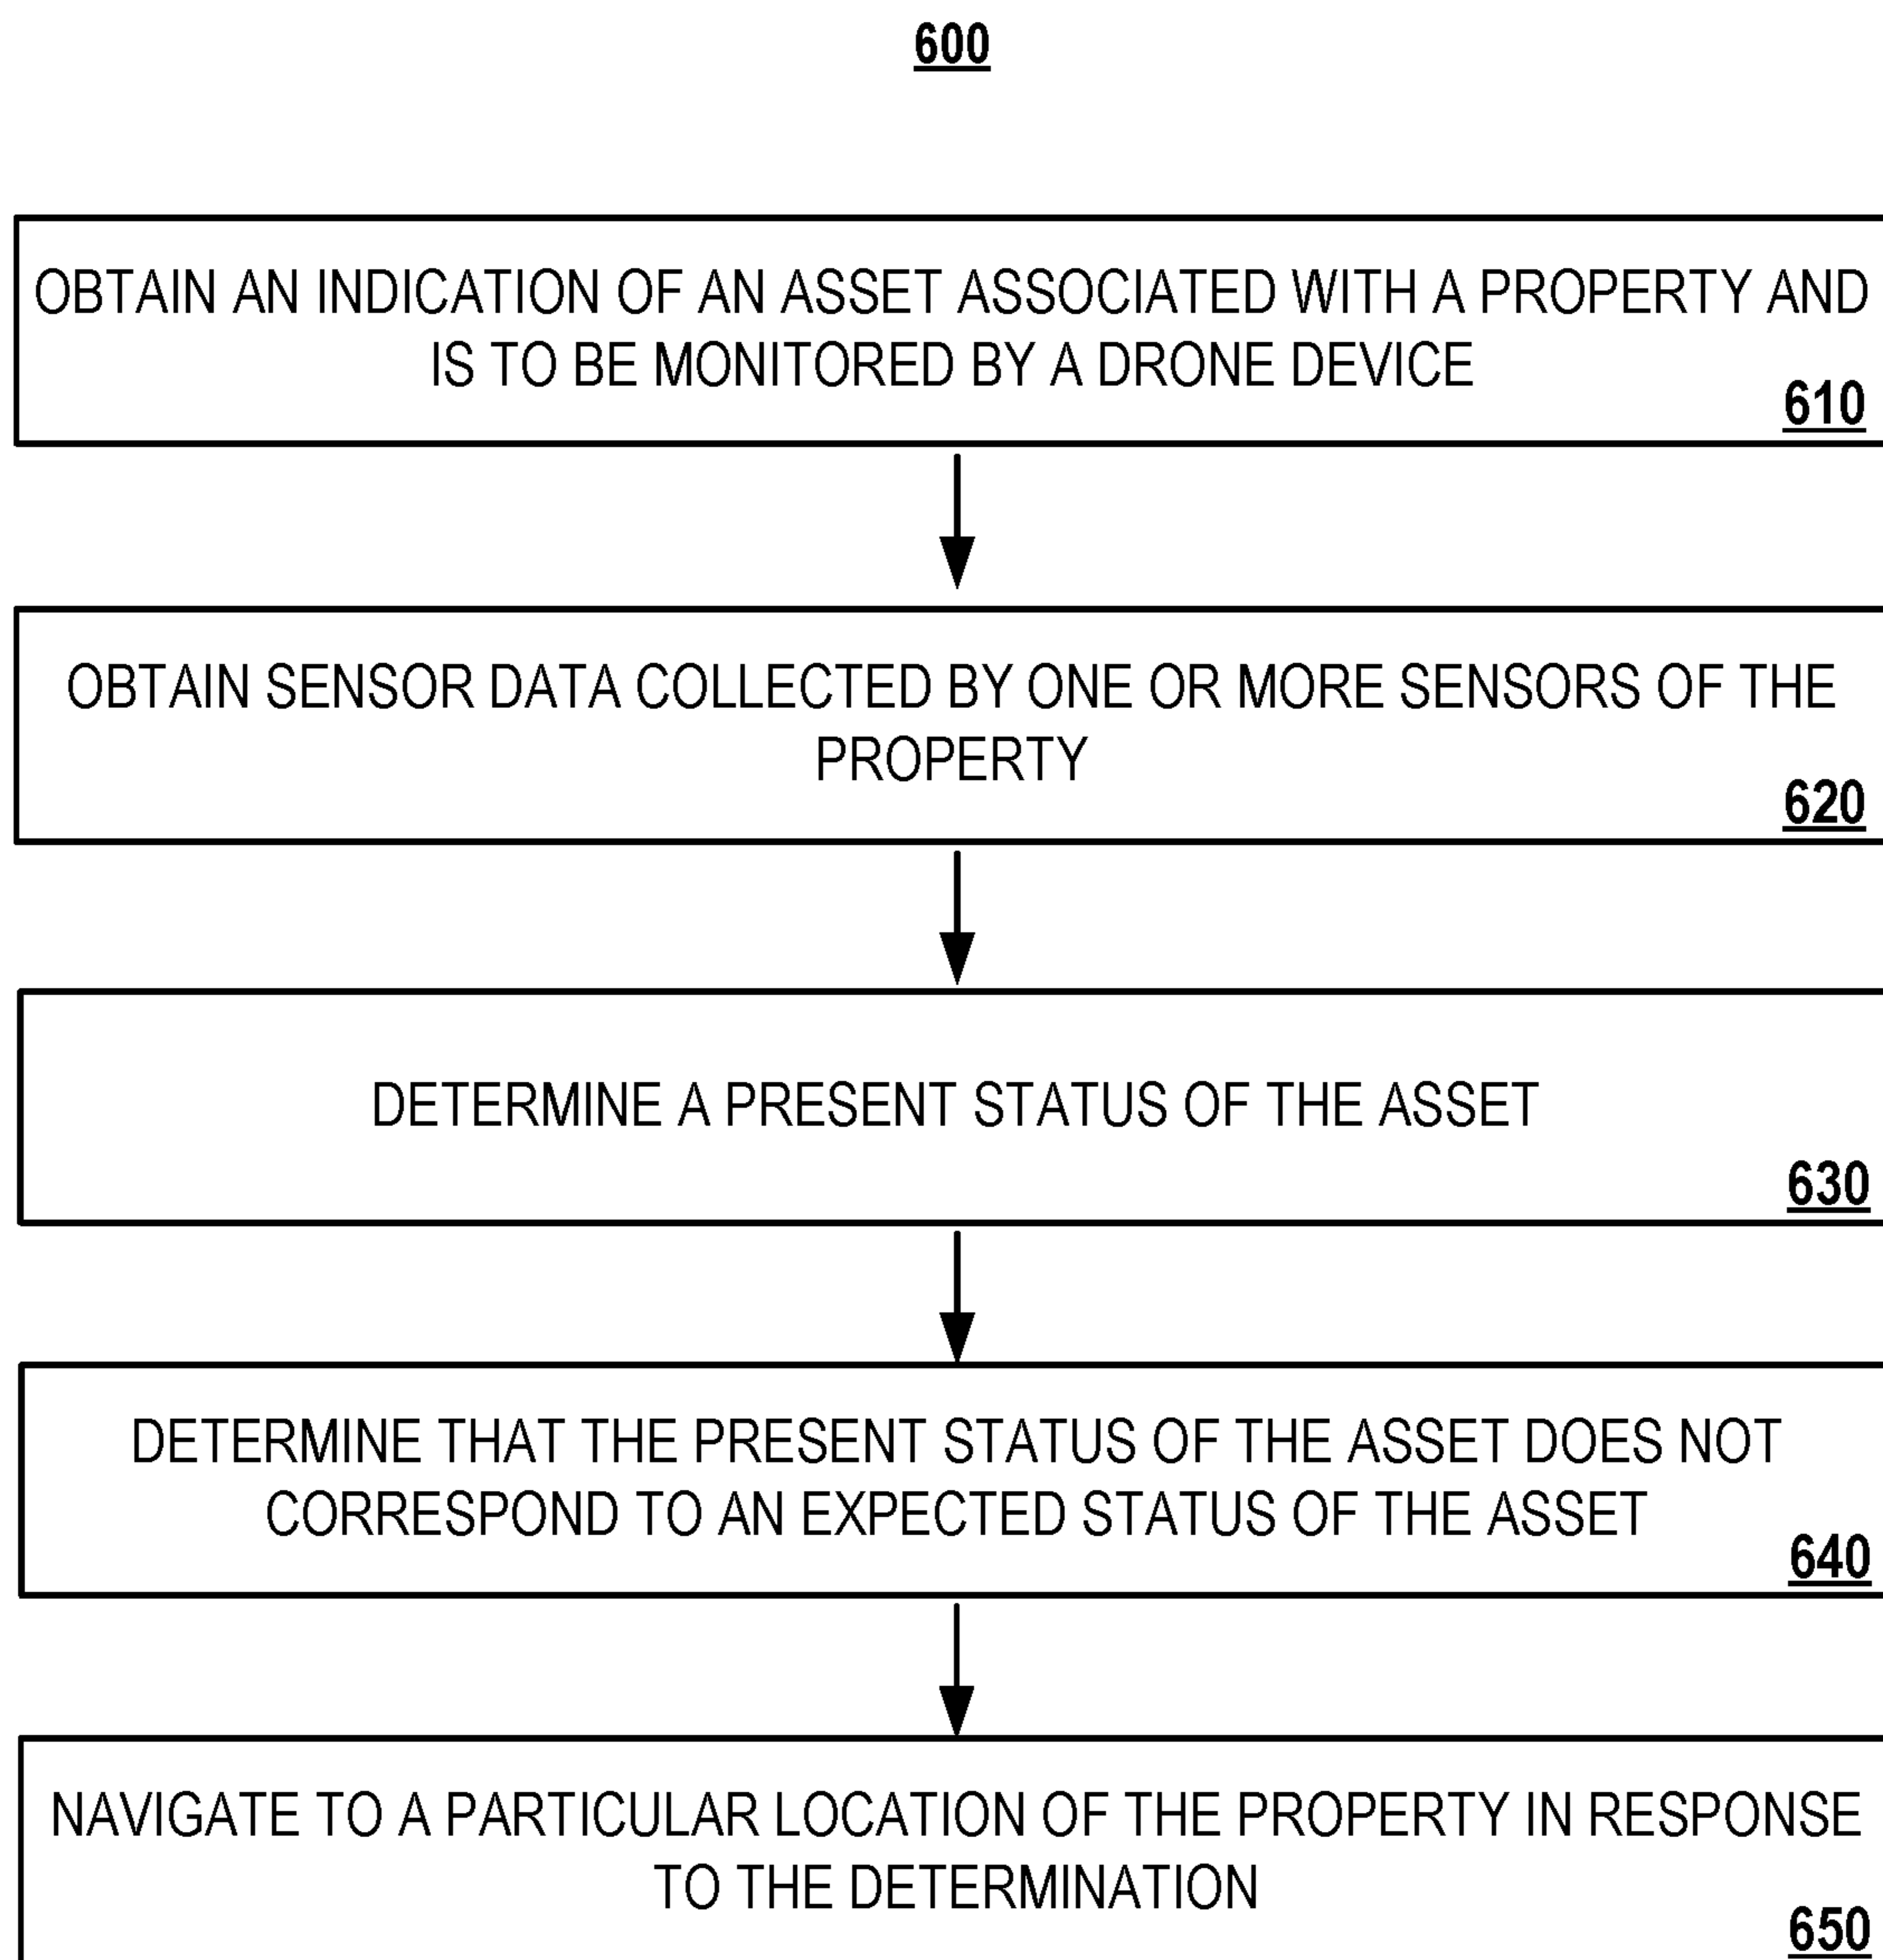 600
OBTAIN AN INDICATION OF AN ASSET ASSOCIATED WITH A PROPERTY AND
IS TO BE MONITORED BY A DRONE DEVICE
610
OBTAIN SENSOR DATA COLLECTED BY ONE OR MORE SENSORS OF THE
PROPERTY
620
DETERMINE A PRESENT STATUS OF THE ASSET
630
DETERMINE THAT THE PRESENT STATUS OF THE ASSET DOES NOT
CORRESPOND TO AN EXPECTED STATUS OF THE ASSET
640
NAVIGATE TO A PARTICULAR LOCATION OF THE PROPERTY IN RESPONSE
TO THE DETERMINATION
650